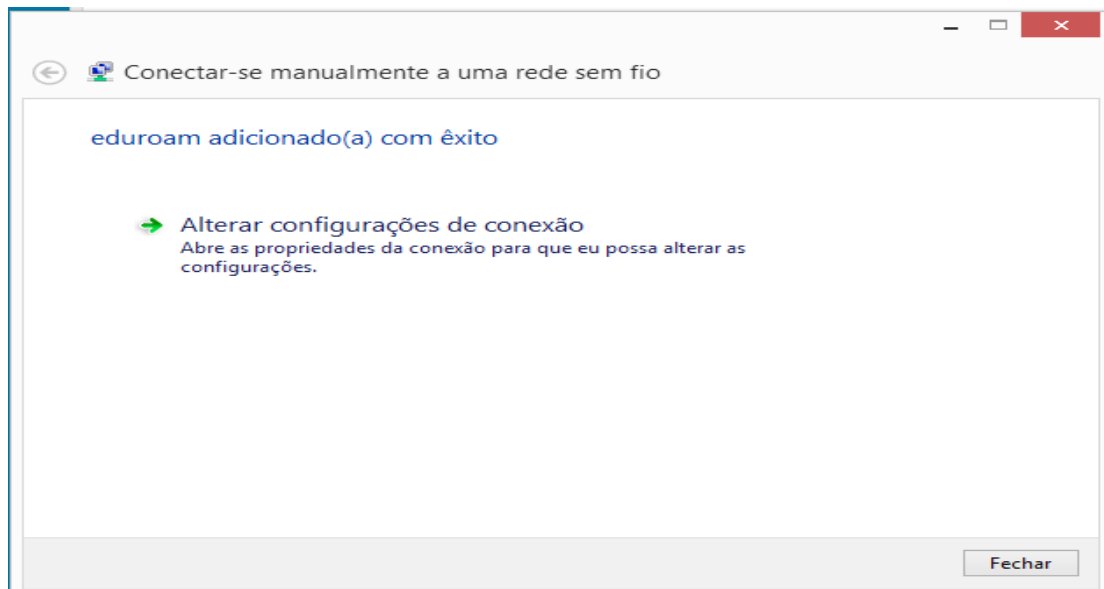 Conectar-se manualmente a uma rede sem fio
eduroam adicionado(a) com êxito
Alterar configurações de conexão
Abre as propriedades da conexão para que eu possa alterar as
configurações.
Fechar